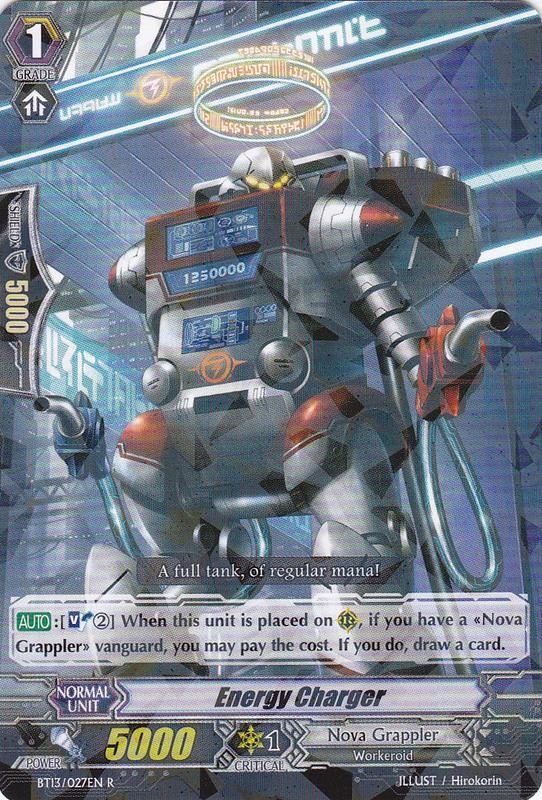 1
GRADE
SHIELD
5000
1250000
A full tank, of regular mana!
AUTO:[V ②] When this unit is placed on R, if you have a «Nova
Grappler» vanguard, you may pay the cost. If you do, draw a card.
NORMAL
UNIT
Energy Charger
POWER
5000
1
CRITICAL
Nova Grappler
Workeroid
BT13/027EN R
ILLUST / Hirokorin